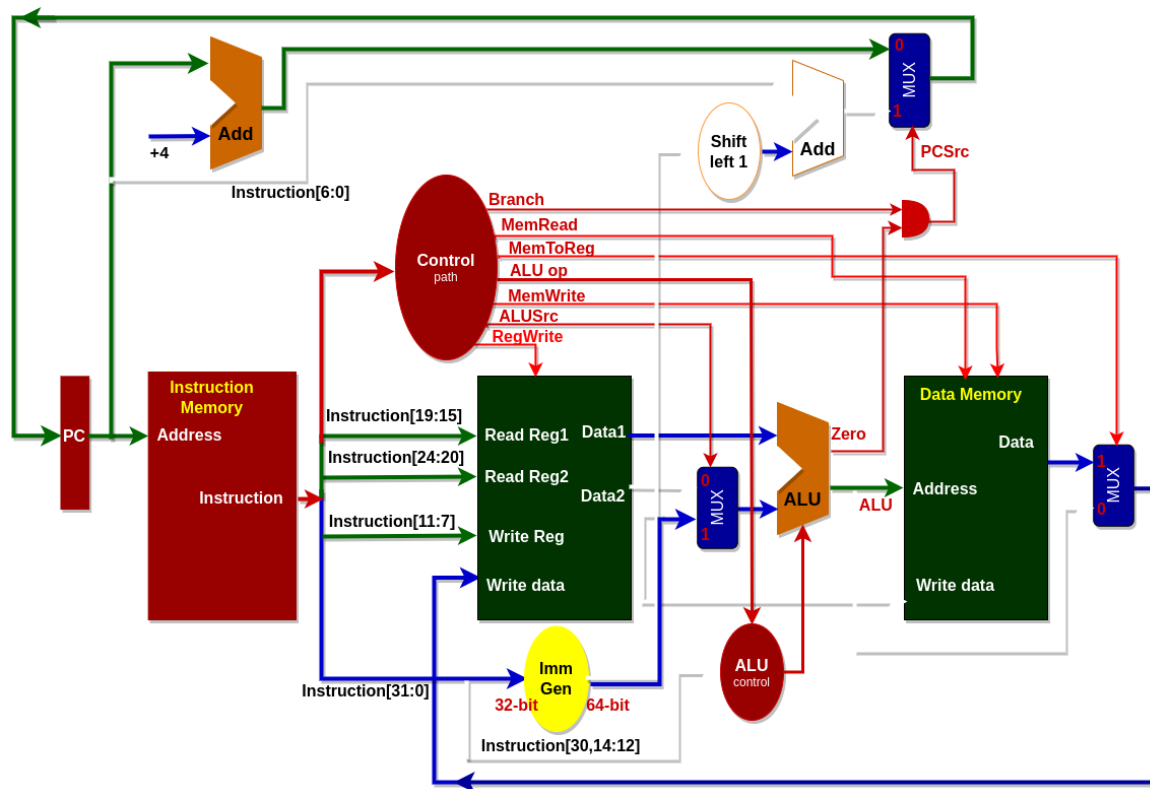 0
MUX
1
Add
+4
Shift
left 1
Add
PCSrc
Instruction[6:0]
Branch
MemRead
MemToReg
Control
path
ALU op
MemWrite
ALUSrc
RegWrite
Instruction
Memory
Address
Instruction
PC
Instruction[19:15]
Instruction[24:20]
Instruction[11:7]
Read Reg1
Data1
Read Reg2
Data2
Write Reg
Write data
0
MUX
1
Zero
ALU
ALU
Data Memory
Data
Address
Write data
1
MUX
0
Imm
Gen
32-bit
64-bit
Instruction[31:0]
ALU
control
Instruction[30,14:12]